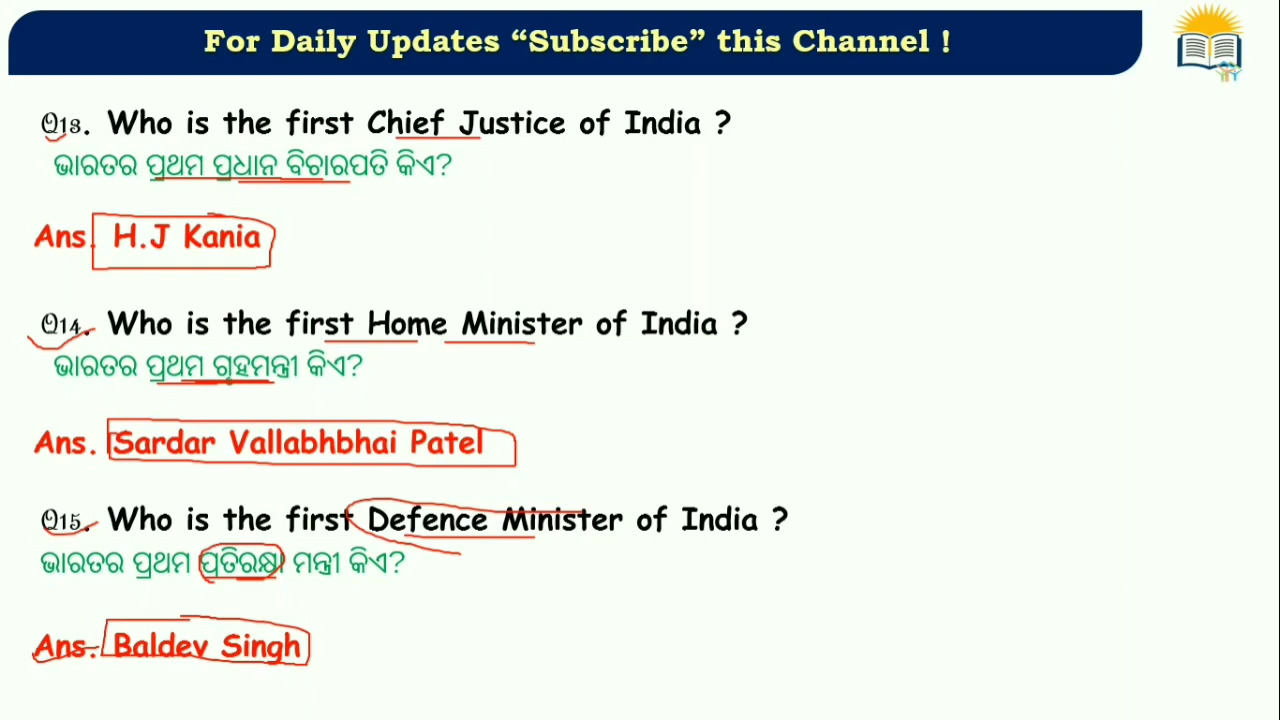 For Daily Updates “Subscribe” this Channel !
Q13. Who is the first Chief Justice of India ?
ଭାରତର ପ୍ରଥମ ପ୍ରଧାନ ବିଚାରପତି କିଏ?
Ans. H.J Kania
Q14. Who is the first Home Minister of India ?
ଭାରତର ପ୍ରଥମ ଗୃହମନ୍ତ୍ରୀ କିଏ?
Ans. Sardar Vallabhbhai Patel
Q15. Who is the first Defence Minister of India ?
ଭାରତର ପ୍ରଥମ ପ୍ରତିରକ୍ଷା ମନ୍ତ୍ରୀ କିଏ?
Ans. Baldev Singh